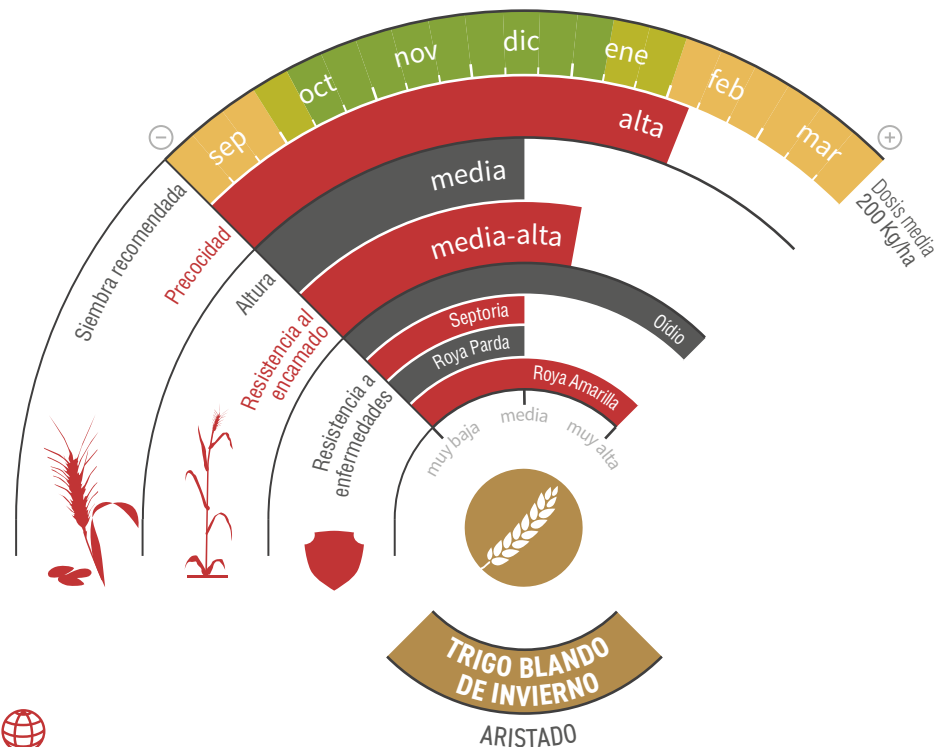 sep
oct
nov
dic
ene
feb
mar
−
+
Dosis media
200 Kg/ha
Siembra recomendada
Precocidad
alta
Altura
media
Resistencia al
encamado
media-alta
Resistencia a
enfermedades
Oídio
Septoria
Roya Parda
Roya Amarilla
muy baja
media
muy alta
TRIGO BLANDO
DE INVIERNO
ARISTADO